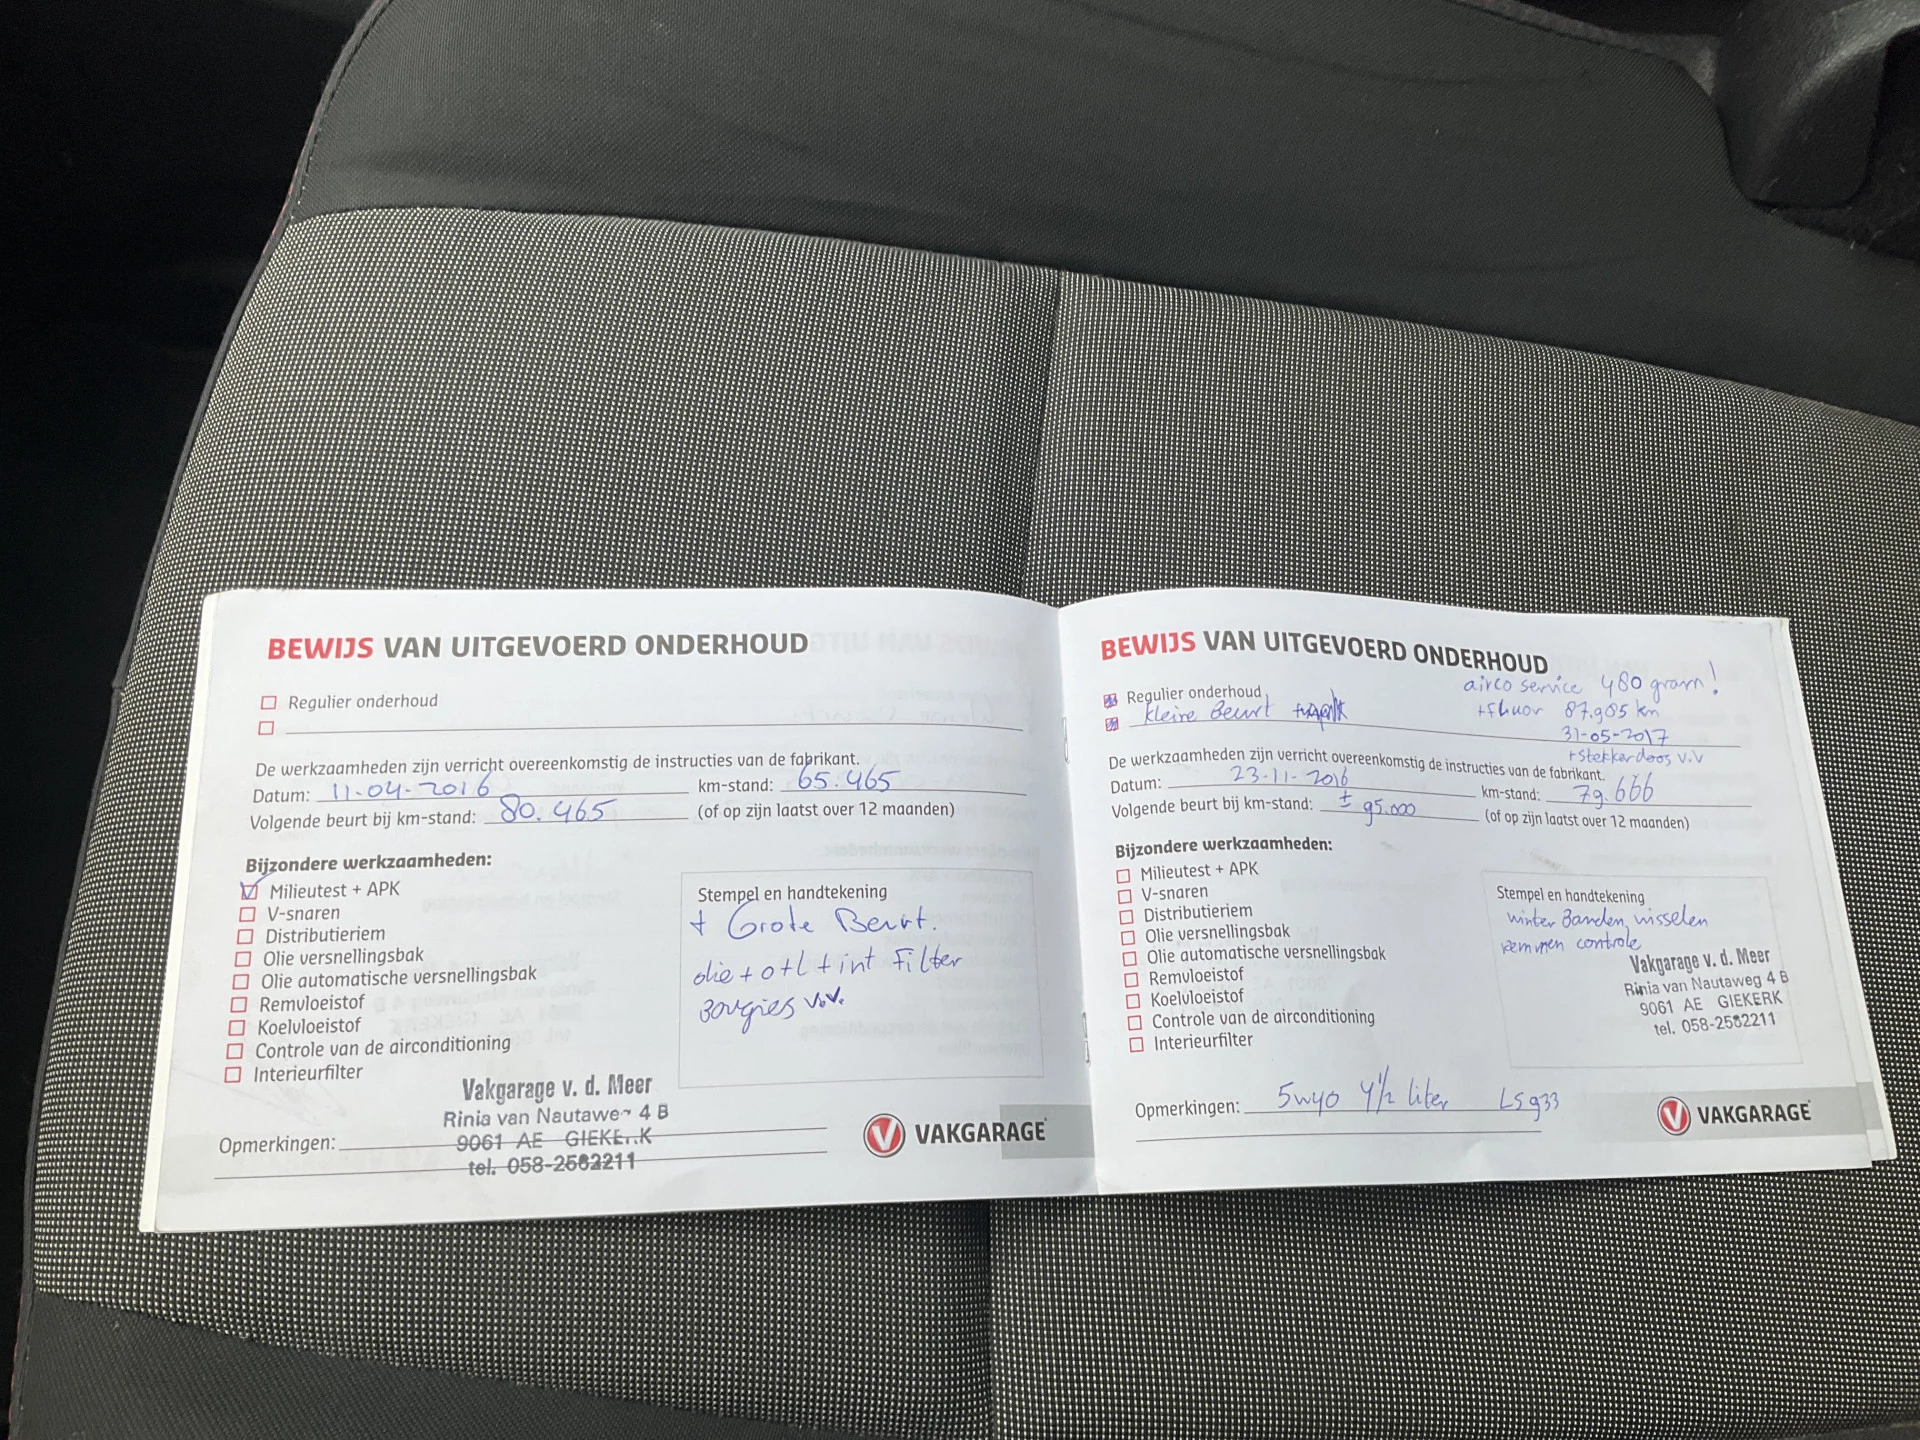 BEWIJS VAN UITGEVOERD ONDERHOUD
Regulier onderhoud
De werkzaamheden zijn verricht overeenkomstig de instructies van de fabrikant.
Datum: 11-04-2016 km-stand: 65.465
Volgende beurt bij km-stand: 80.465 (of op zijn laatst over 12 maanden)
Bijzondere werkzaamheden:
Milieutest + APK
V-snaren
Distributieriem
Olie versnellingsbak
Olie automatische versnellingsbak
Remvloeistof
Koelvloeistof
Controle van de airconditioning
Interieurfilter
Stempel en handtekening
+ Grote Beurt.
olie + o + l + int Filter
Bougies v.v.
Vakgarage v. d. Meer
Rinia van Nautaweg 4 B
9061 AE GIEKERK
tel. 058-2562211
Opmerkingen:
VAKGARAGE
BEWIJS VAN UITGEVOERD ONDERHOUD
Regulier onderhoud
kleine Beurt
airco service 480 gram!
+fluor 87.985 km
31-05-2017
+stekkerdoos v.v
De werkzaamheden zijn verricht overeenkomstig de instructies van de fabrikant.
Datum: 23-11-2016 km-stand: 79.666
Volgende beurt bij km-stand: ± 95.000 (of op zijn laatst over 12 maanden)
Bijzondere werkzaamheden:
Milieutest + APK
V-snaren
Distributieriem
Olie versnellingsbak
Olie automatische versnellingsbak
Remvloeistof
Koelvloeistof
Controle van de airconditioning
Interieurfilter
Stempel en handtekening
winter Banden wisselen
remmen controle
Vakgarage v. d. Meer
Rinia van Nautaweg 4 B
9061 AE GIEKERK
tel. 058-2562211
Opmerkingen: 5w40 4 1/2 liter LS933
VAKGARAGE